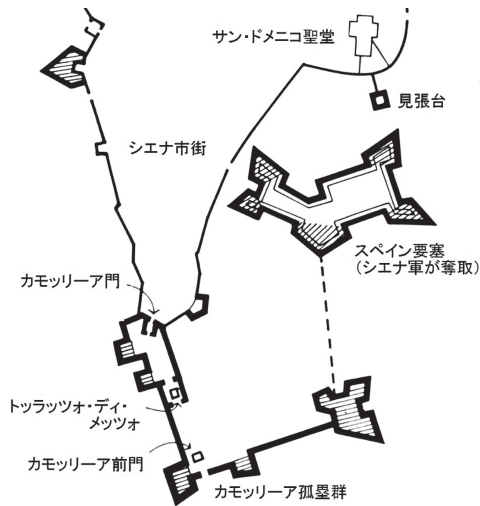 サン・ドメニコ聖堂
見張台
シエナ市街
スペイン要塞
(シエナ軍が奪取)
カモッリーア門
トッラッツォ・ディ・
メッツォ
カモッリーア前門
カモッリーア孤塁群